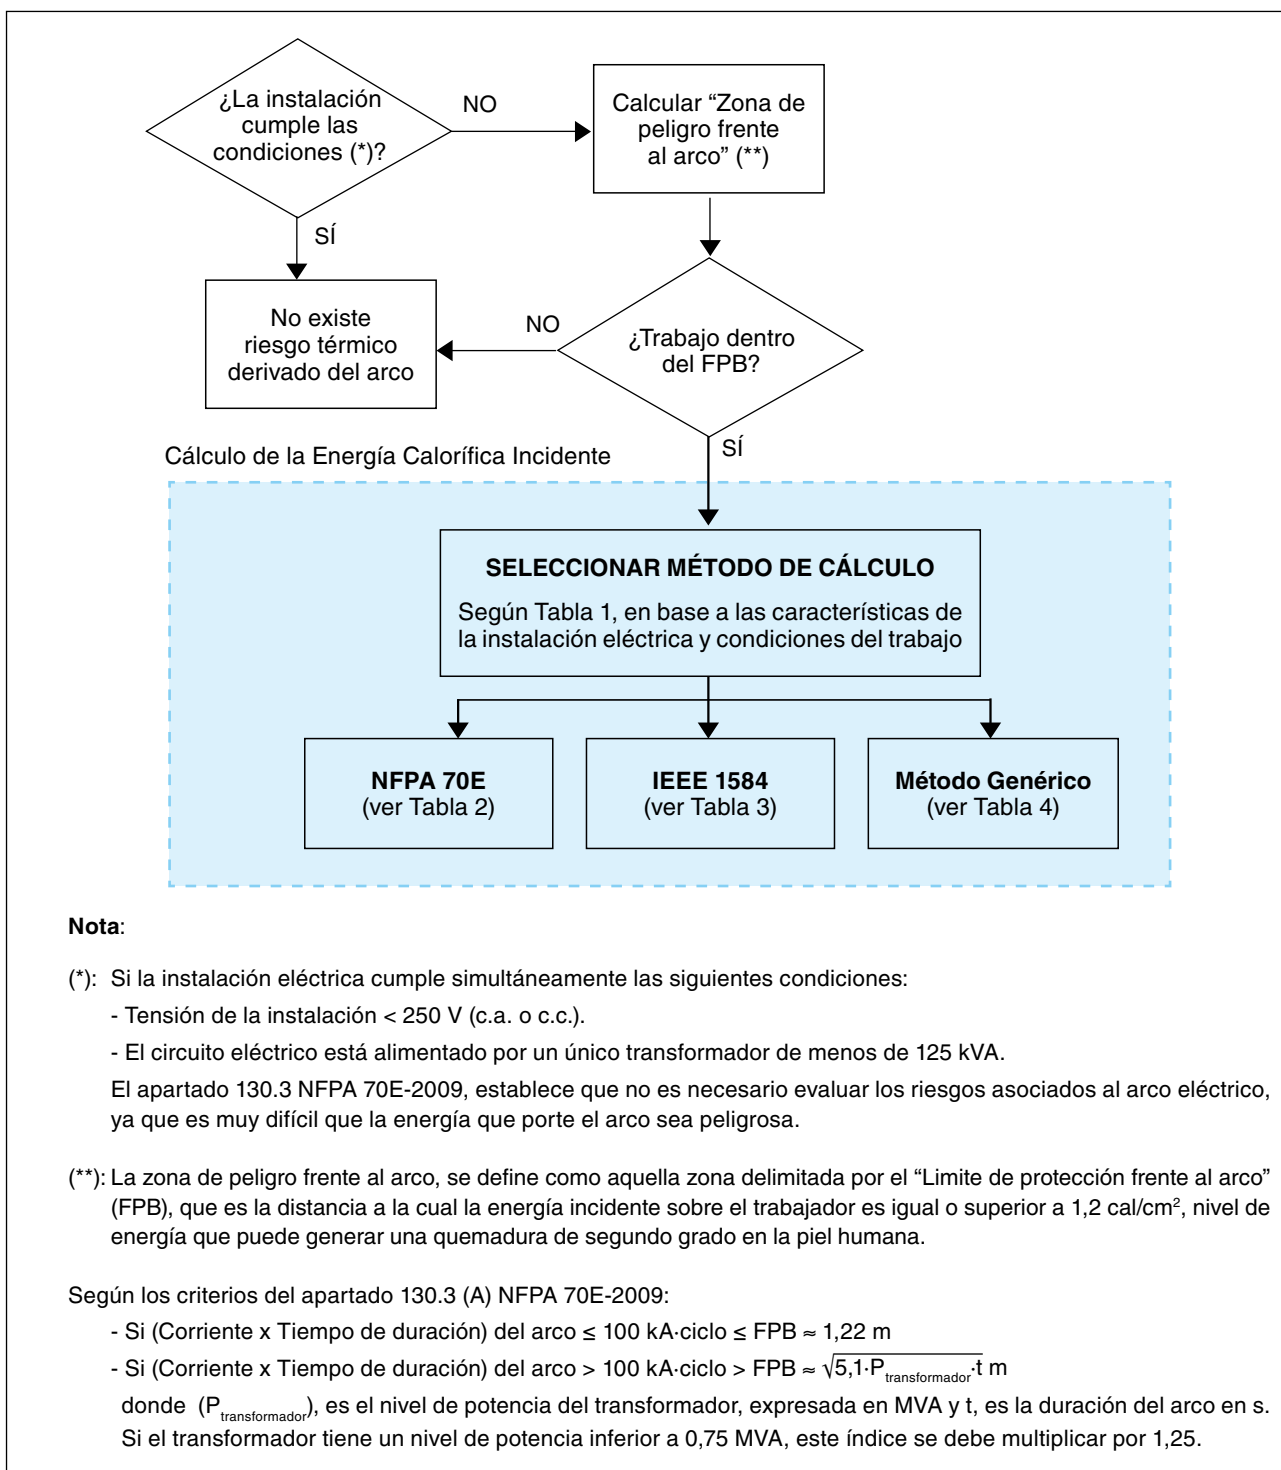 ¿La instalación
cumple las
condiciones (*)?
NO
Calcular “Zona de
peligro frente
al arco” (**)
SÍ
No existe
riesgo térmico
derivado del arco
NO
¿Trabajo dentro
del FPB?
SÍ
Cálculo de la Energía Calorífica Incidente
SELECCIONAR MÉTODO DE CÁLCULO
Según Tabla 1, en base a las características de
la instalación eléctrica y condiciones del trabajo
NFPA 70E
(ver Tabla 2)
IEEE 1584
(ver Tabla 3)
Método Genérico
(ver Tabla 4)
Nota:
(*): Si la instalación eléctrica cumple simultáneamente las siguientes condiciones:
- Tensión de la instalación < 250 V (c.a. o c.c.).
- El circuito eléctrico está alimentado por un único transformador de menos de 125 kVA.
El apartado 130.3 NFPA 70E-2009, establece que no es necesario evaluar los riesgos asociados al arco eléctrico,
ya que es muy difícil que la energía que porte el arco sea peligrosa.
(**): La zona de peligro frente al arco, se define como aquella zona delimitada por el “Limite de protección frente al arco”
(FPB), que es la distancia a la cual la energía incidente sobre el trabajador es igual o superior a 1,2 cal/cm², nivel de
energía que puede generar una quemadura de segundo grado en la piel humana.
Según los criterios del apartado 130.3 (A) NFPA 70E-2009:
- Si (Corriente x Tiempo de duración) del arco ≤ 100 kA·ciclo ≤ FPB ≈ 1,22 m
- Si (Corriente x Tiempo de duración) del arco > 100 kA·ciclo > FPB ≈ √5,1·P transformador·t m
donde (P transformador), es el nivel de potencia del transformador, expresada en MVA y t, es la duración del arco en s.
Si el transformador tiene un nivel de potencia inferior a 0,75 MVA, este índice se debe multiplicar por 1,25.